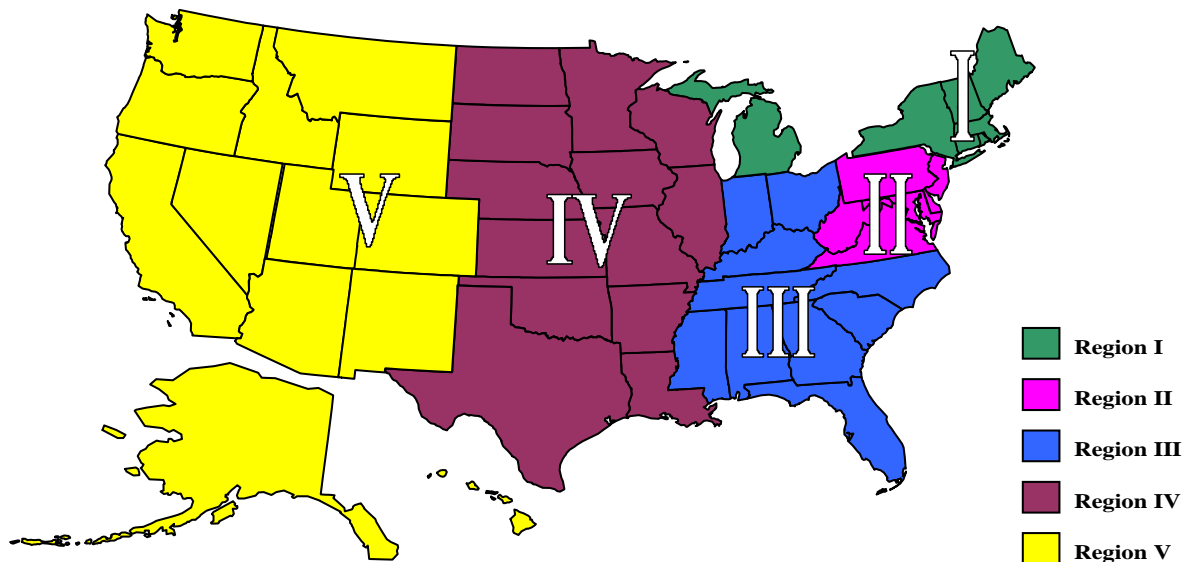 I
II
III
IV
V
Region I
Region II
Region III
Region IV
Region V